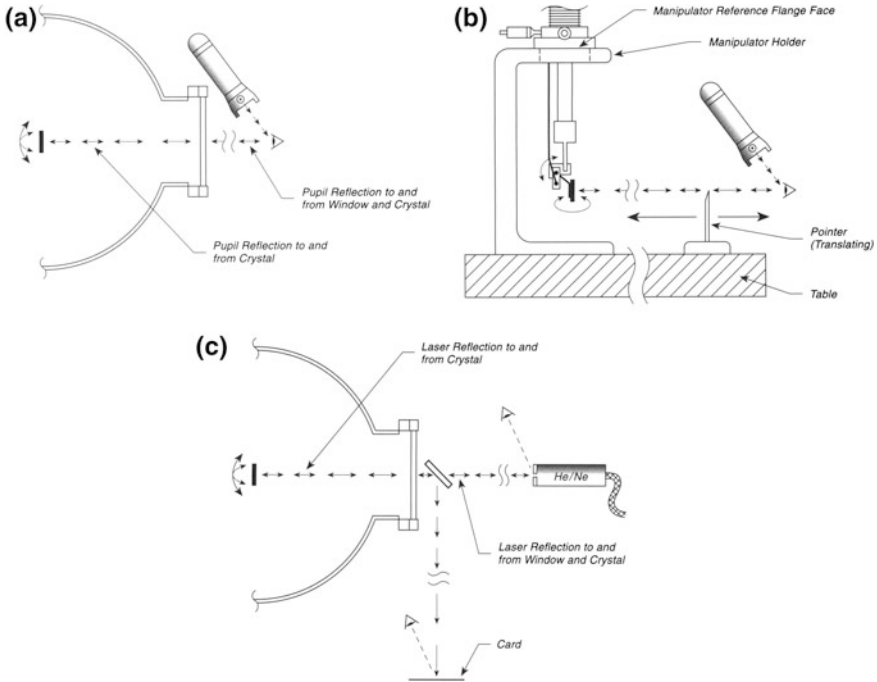 (a)
Pupil Reflection to and
from Window and Crystal
Pupil Reflection to and
from Crystal
(b)
Manipulator Reference Flange Face
Manipulator Holder
Pointer
(Translating)
Table
(c)
Laser Reflection to and
from Crystal
He/Ne
Laser Reflection to and
from Window and Crystal
Card